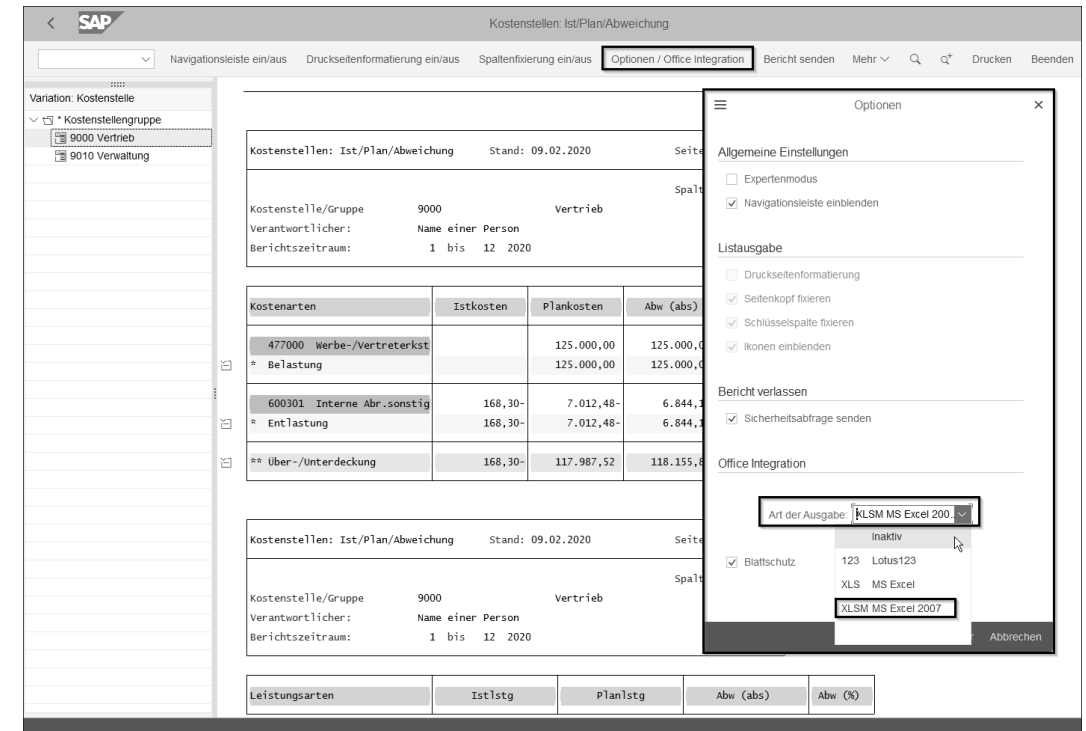 SAP
Kostenstellen: Ist/Plan/Abweichung
Navigationsleiste ein/aus Druckseitenformatierung ein/aus Spaltenfixierung ein/aus Optionen / Office Integration Bericht senden Mehr Drucken Beenden
Variation: Kostenstelle
* Kostenstellengruppe
9000 Vertrieb
9010 Verwaltung
Kostenstellen: Ist/Plan/Abweichung Stand: 09.02.2020 Seite
Spalt
Kostenstelle/Gruppe 9000 Vertrieb
Verantwortlicher: Name einer Person
Berichtszeitraum: 1 bis 12 2020
Kostenarten Istkosten Plankosten Abw (abs)
477000 Werbe-/Vertreterkst 125.000,00 125.000,0
* Belastung 125.000,00 125.000,0
600301 Interne Abr.sonstig 168,30- 7.012,48- 6.844,1
* Entlastung 168,30- 7.012,48- 6.844,1
** Über-/Unterdeckung 168,30- 117.987,52 118.155,8
Kostenstellen: Ist/Plan/Abweichung Stand: 09.02.2020 Seite
Spalt
Kostenstelle/Gruppe 9000 Vertrieb
Verantwortlicher: Name einer Person
Berichtszeitraum: 1 bis 12 2020
Leistungsarten Istlstg Planlstg Abw (abs) Abw (%)
Optionen
Allgemeine Einstellungen
Expertenmodus
Navigationsleiste einblenden
Listausgabe
Druckseitenformatierung
Seitenkopf fixieren
Schlüsselspalte fixieren
Ikonen einblenden
Bericht verlassen
Sicherheitsabfrage senden
Office Integration
Art der Ausgabe: XLSM MS Excel 200..
Inaktiv
Blattschutz
123 Lotus123
XLS MS Excel
XLSM MS Excel 2007
Abbrechen